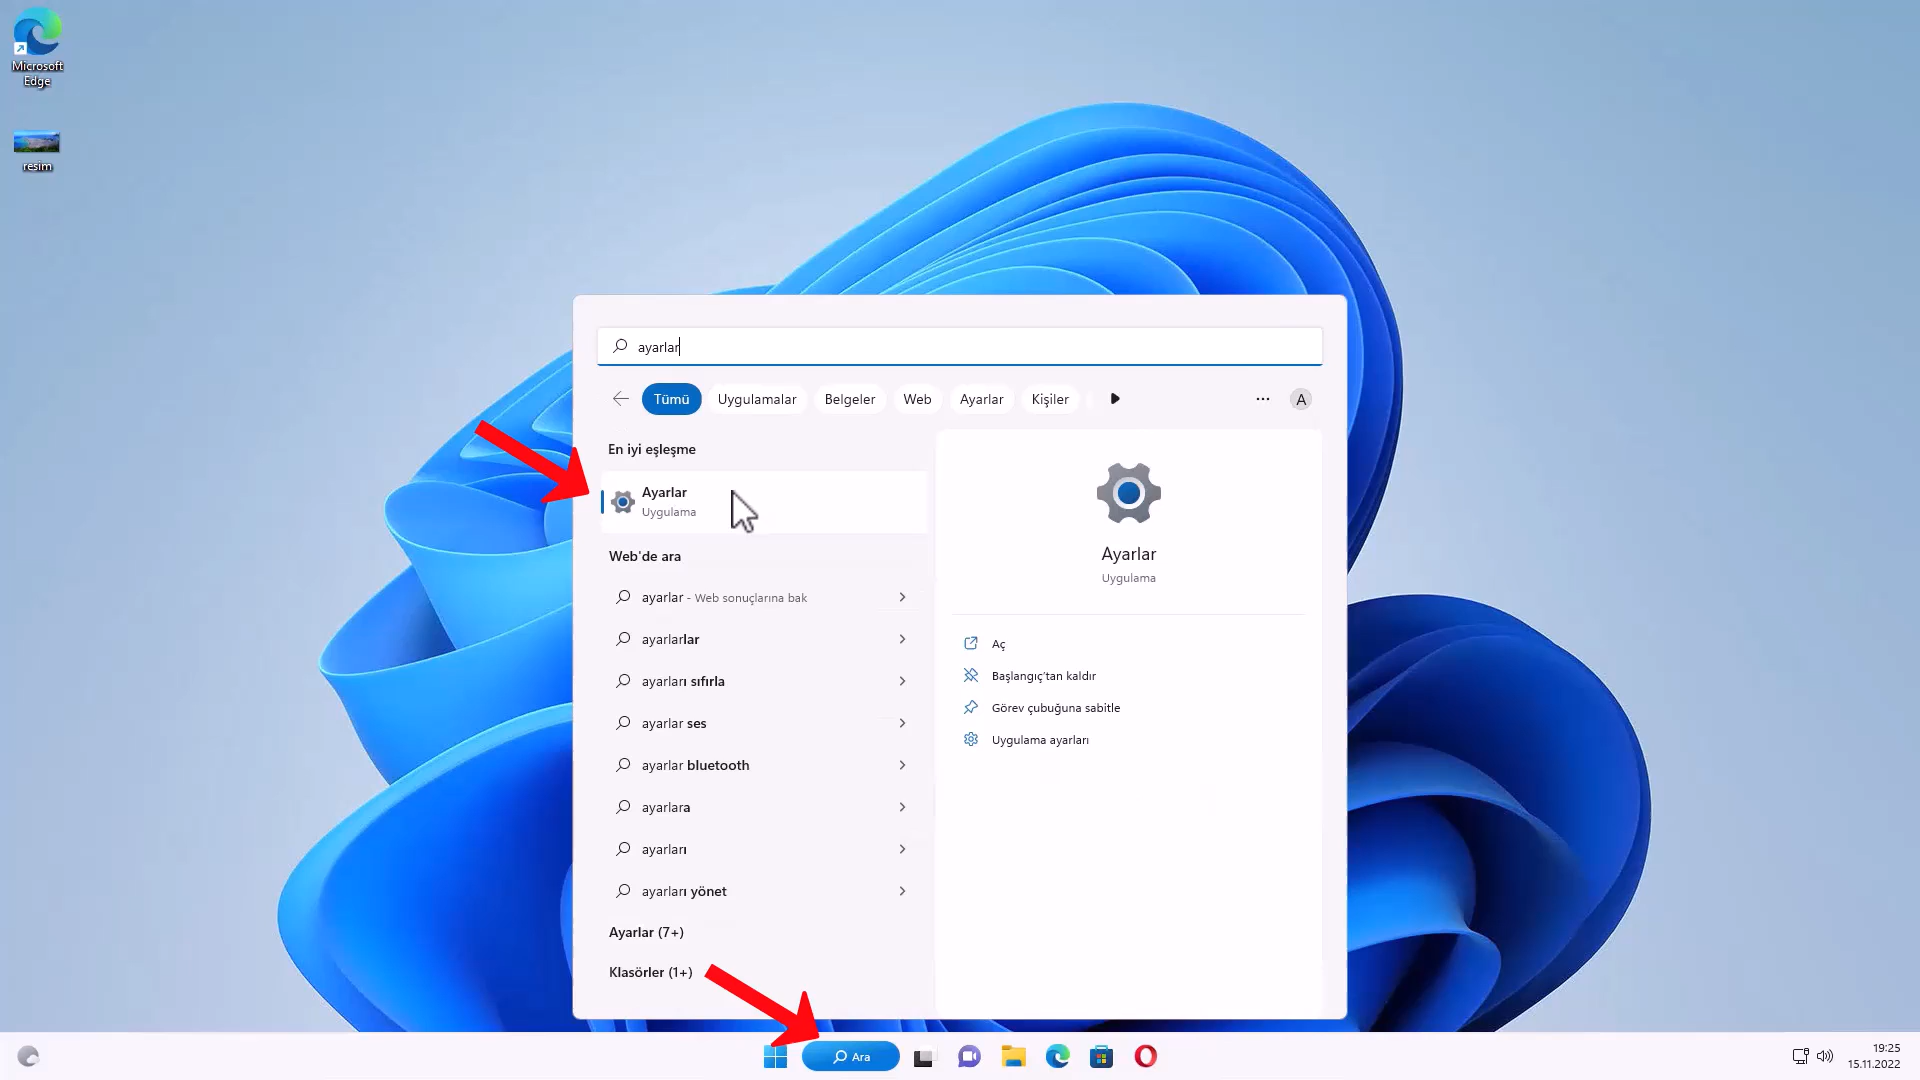 Microsoft
Edge
resim
ayarlar
Tümü
Uygulamalar
Belgeler
Web
Ayarlar
Kişiler
A
En iyi eşleşme
Ayarlar
Uygulama
Web'de ara
ayarlar - Web sonuçlarına bak
ayarlarlar
ayarları sıfırla
ayarlar ses
ayarlar bluetooth
ayarlara
ayarları
ayarları yönet
Ayarlar (7+)
Klasörler (1+)
Ayarlar
Uygulama
Aç
Başlangıç'tan kaldır
Görev çubuğuna sabitle
Uygulama ayarları
Ara
19:25
15.11.2022